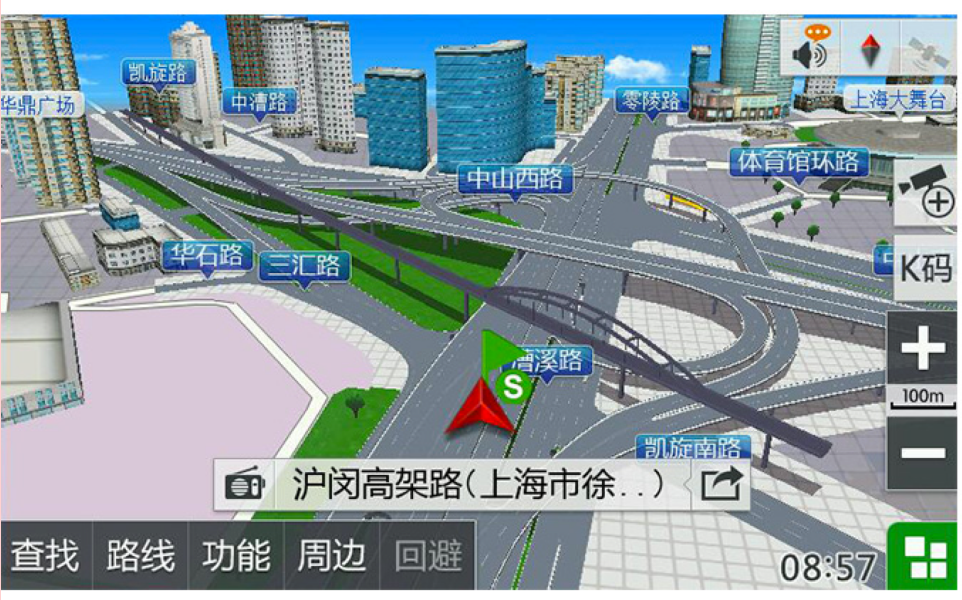 凯旋路
中漕路
零陵路
华鼎广场
上海大舞台
体育馆环路
中山西路
华石路
三汇路
K码
漕溪路
S
100m
凯旋南路
沪闵高架路(上海市徐..)
查找 路线 功能 周边 回避
08:57